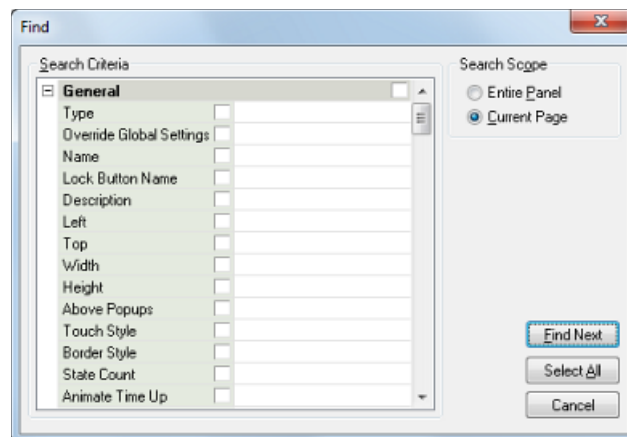 Find
Search Criteria
General
Type
Override Global Settings
Name
Lock Button Name
Description
Left
Top
Width
Height
Above Popups
Touch Style
Border Style
State Count
Animate Time Up
Search Scope
Entire Panel
Current Page
Find Next
Select All
Cancel